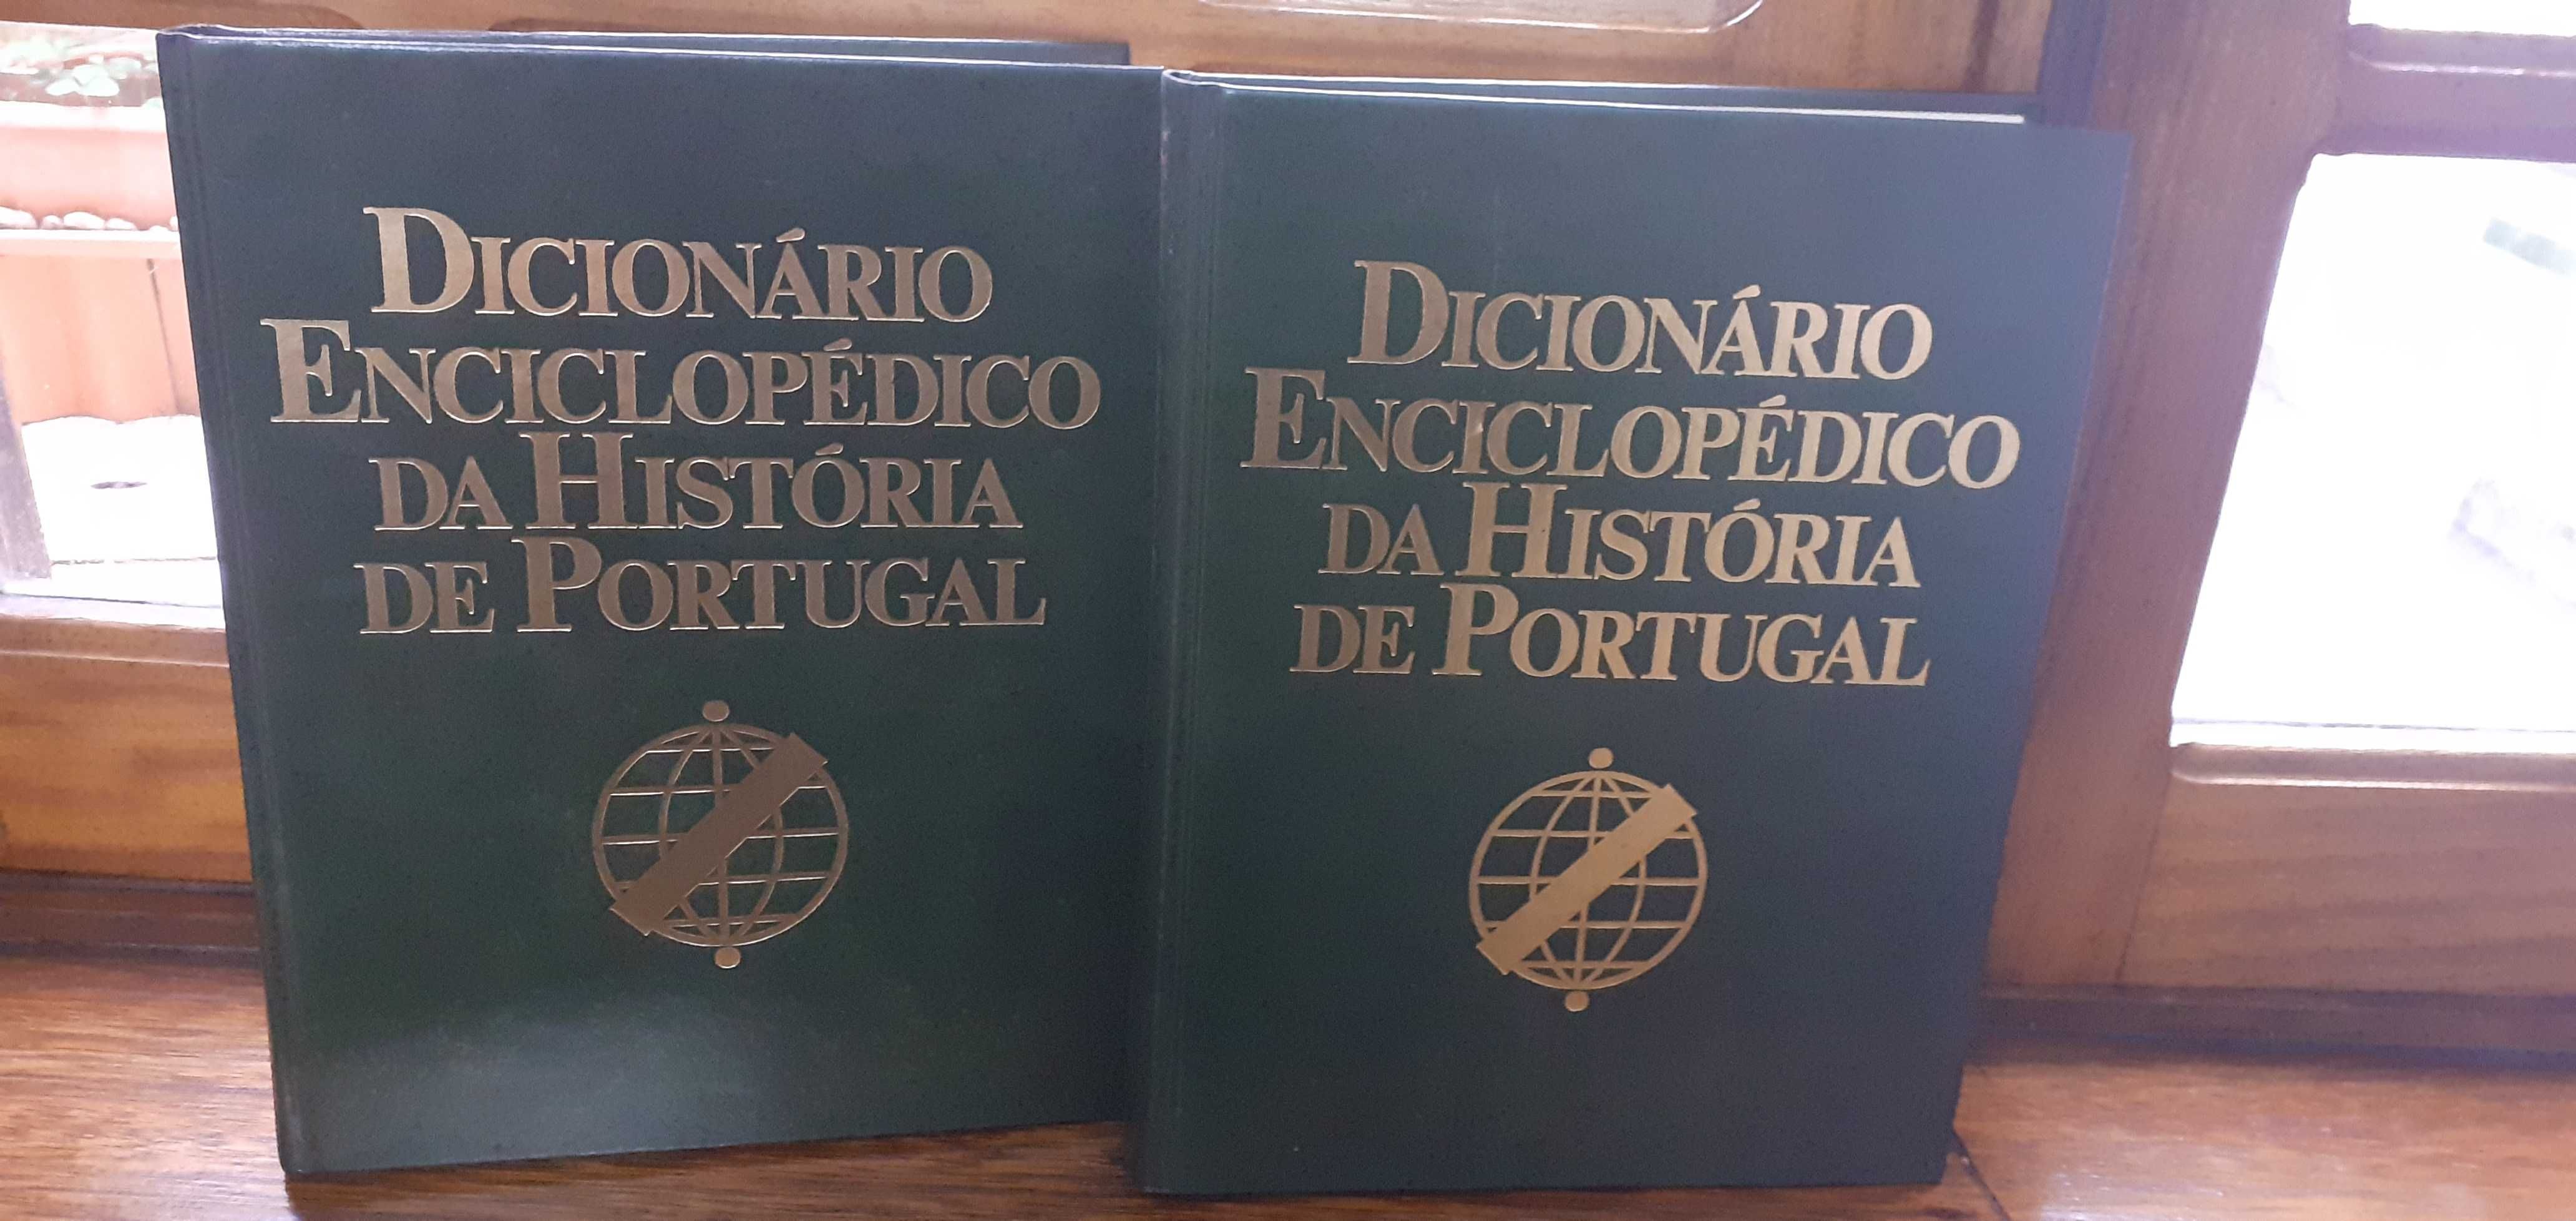 DICIONÁRIO
ENCICLOPÉDICO
DA HISTÓRIA
DE PORTUGAL
DICIONÁRIO
ENCICLOPÉDICO
DA HISTÓRIA
DE PORTUGAL